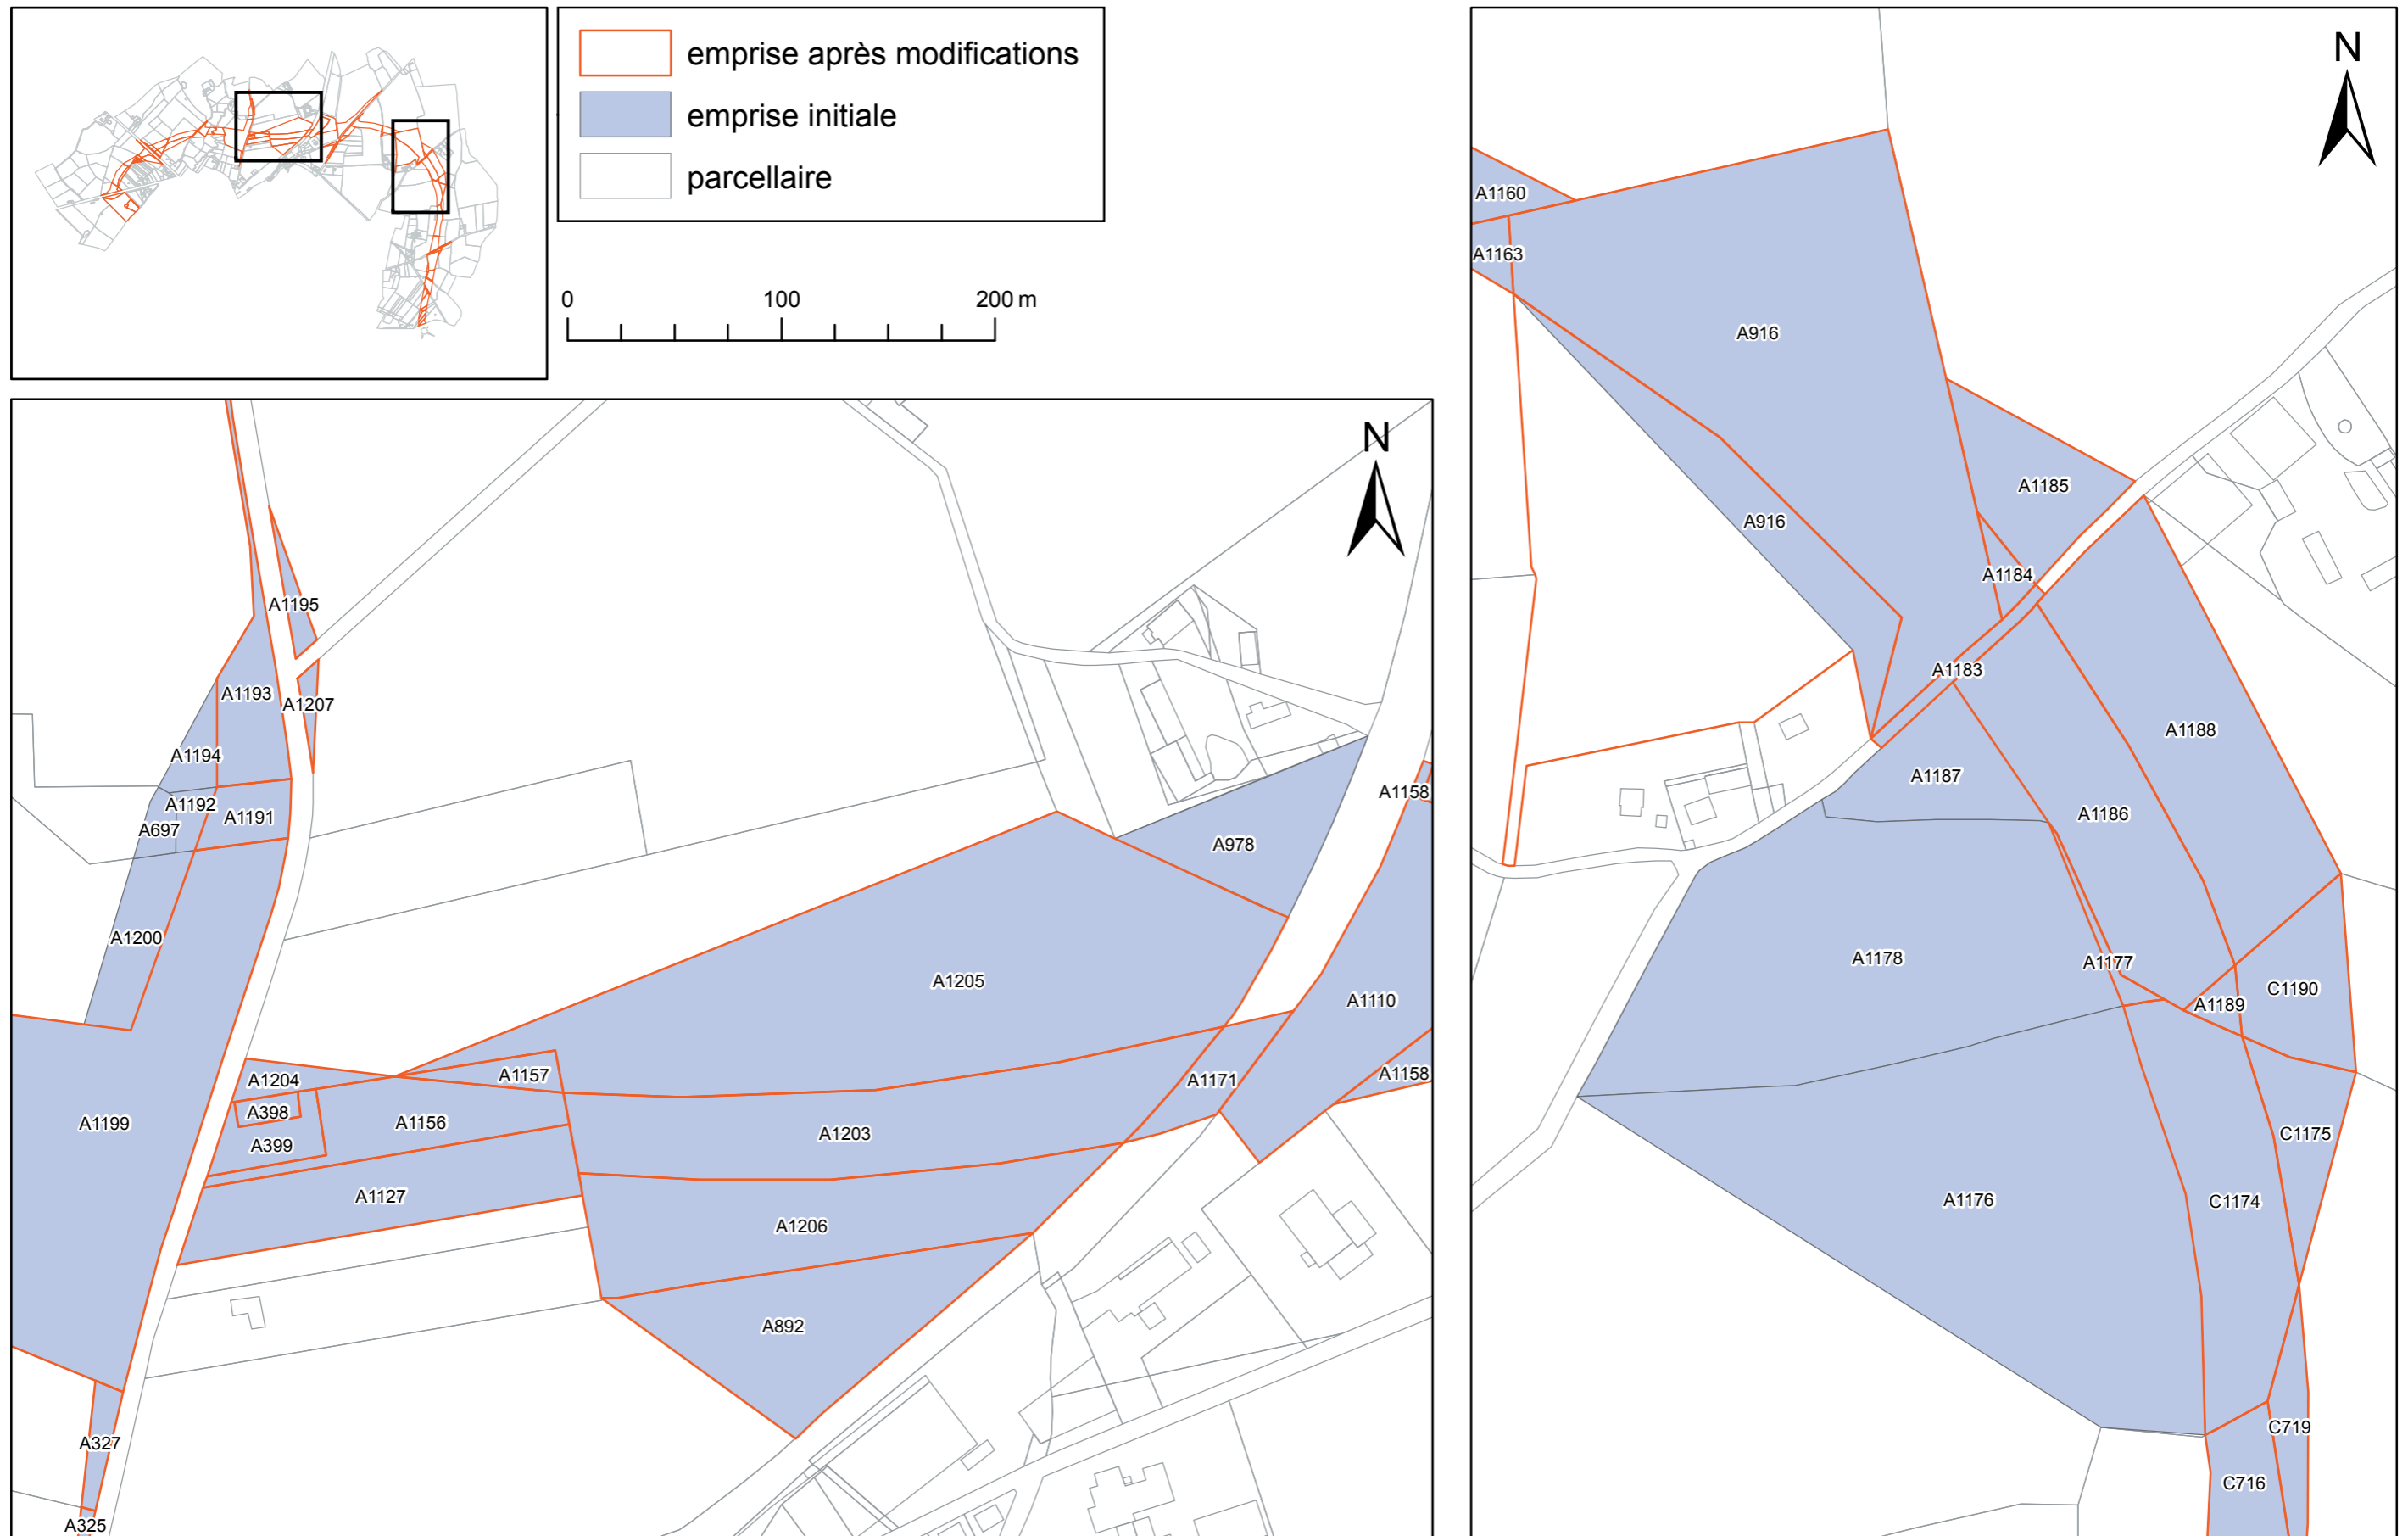 emprise après modifications
emprise initiale
parcellaire
0 100 200 m
N
A1195
A1193
A1207
A1194
A1192
A1191
A697
A1200
A1158
A978
A1205
A1110
A1157
A1204
A1171
A1158
A398
A1156
A1199
A1203
A399
A1127
A1206
A892
A327
A325
N
A1160
A1163
A916
A1185
A916
A1184
A1183
A1188
A1187
A1186
A1178
A1177
C1190
A1189
C1175
A1176
C1174
C719
C716